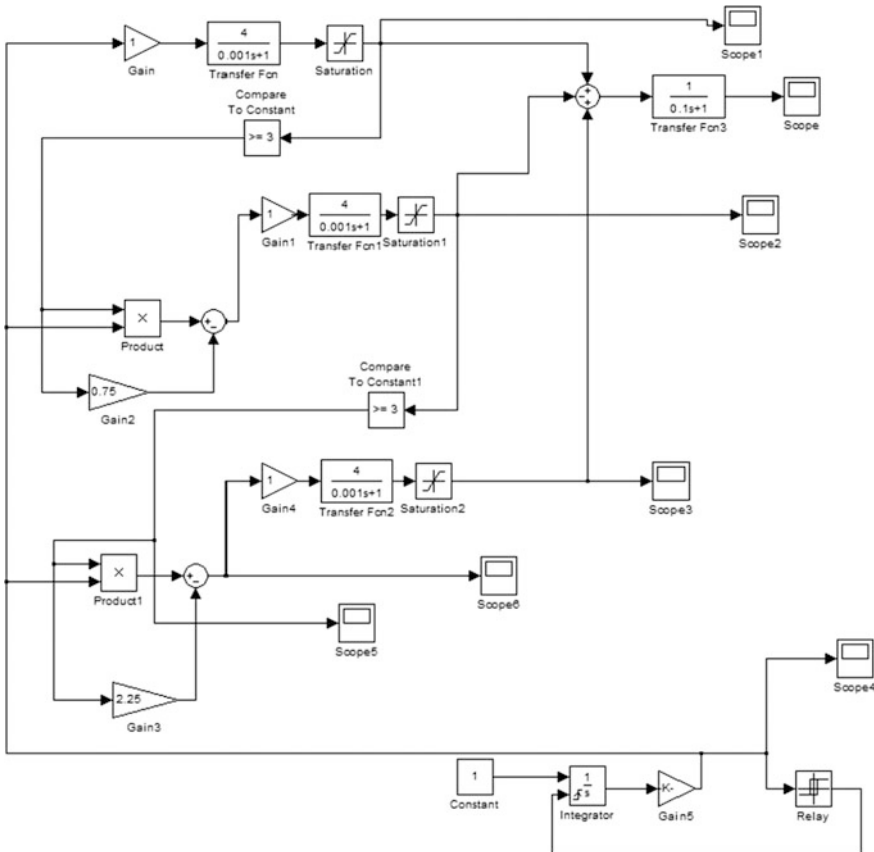 1
Gain
4
0.001s+1
Transfer Fcn
Saturation
Scope1
Compare
To Constant
>= 3
1
0.1s+1
Transfer Fcn3
Scope
1
Gain1
4
0.001s+1
Transfer Fcn1
Saturation1
Scope2
×
Product
0.75
Gain2
Compare
To Constant1
>= 3
1
Gain4
4
0.001s+1
Transfer Fcn2
Saturation2
Scope3
×
Product1
Scope6
Scope5
2.25
Gain3
Scope4
1
Constant
1
s
Integrator
K-
Gain5
Relay